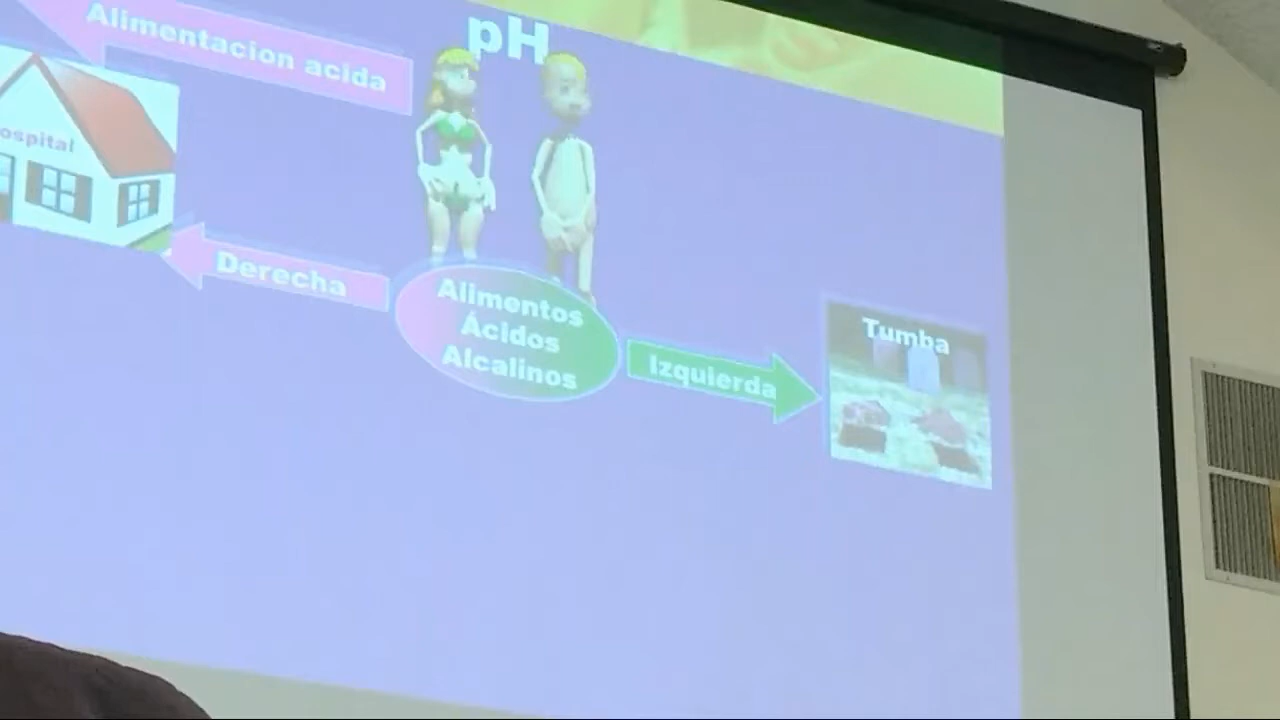 Alimentacion acida
pH
ospital
Derecha
Alimentos
Ácidos
Alcalinos
Izquierda
Tumba